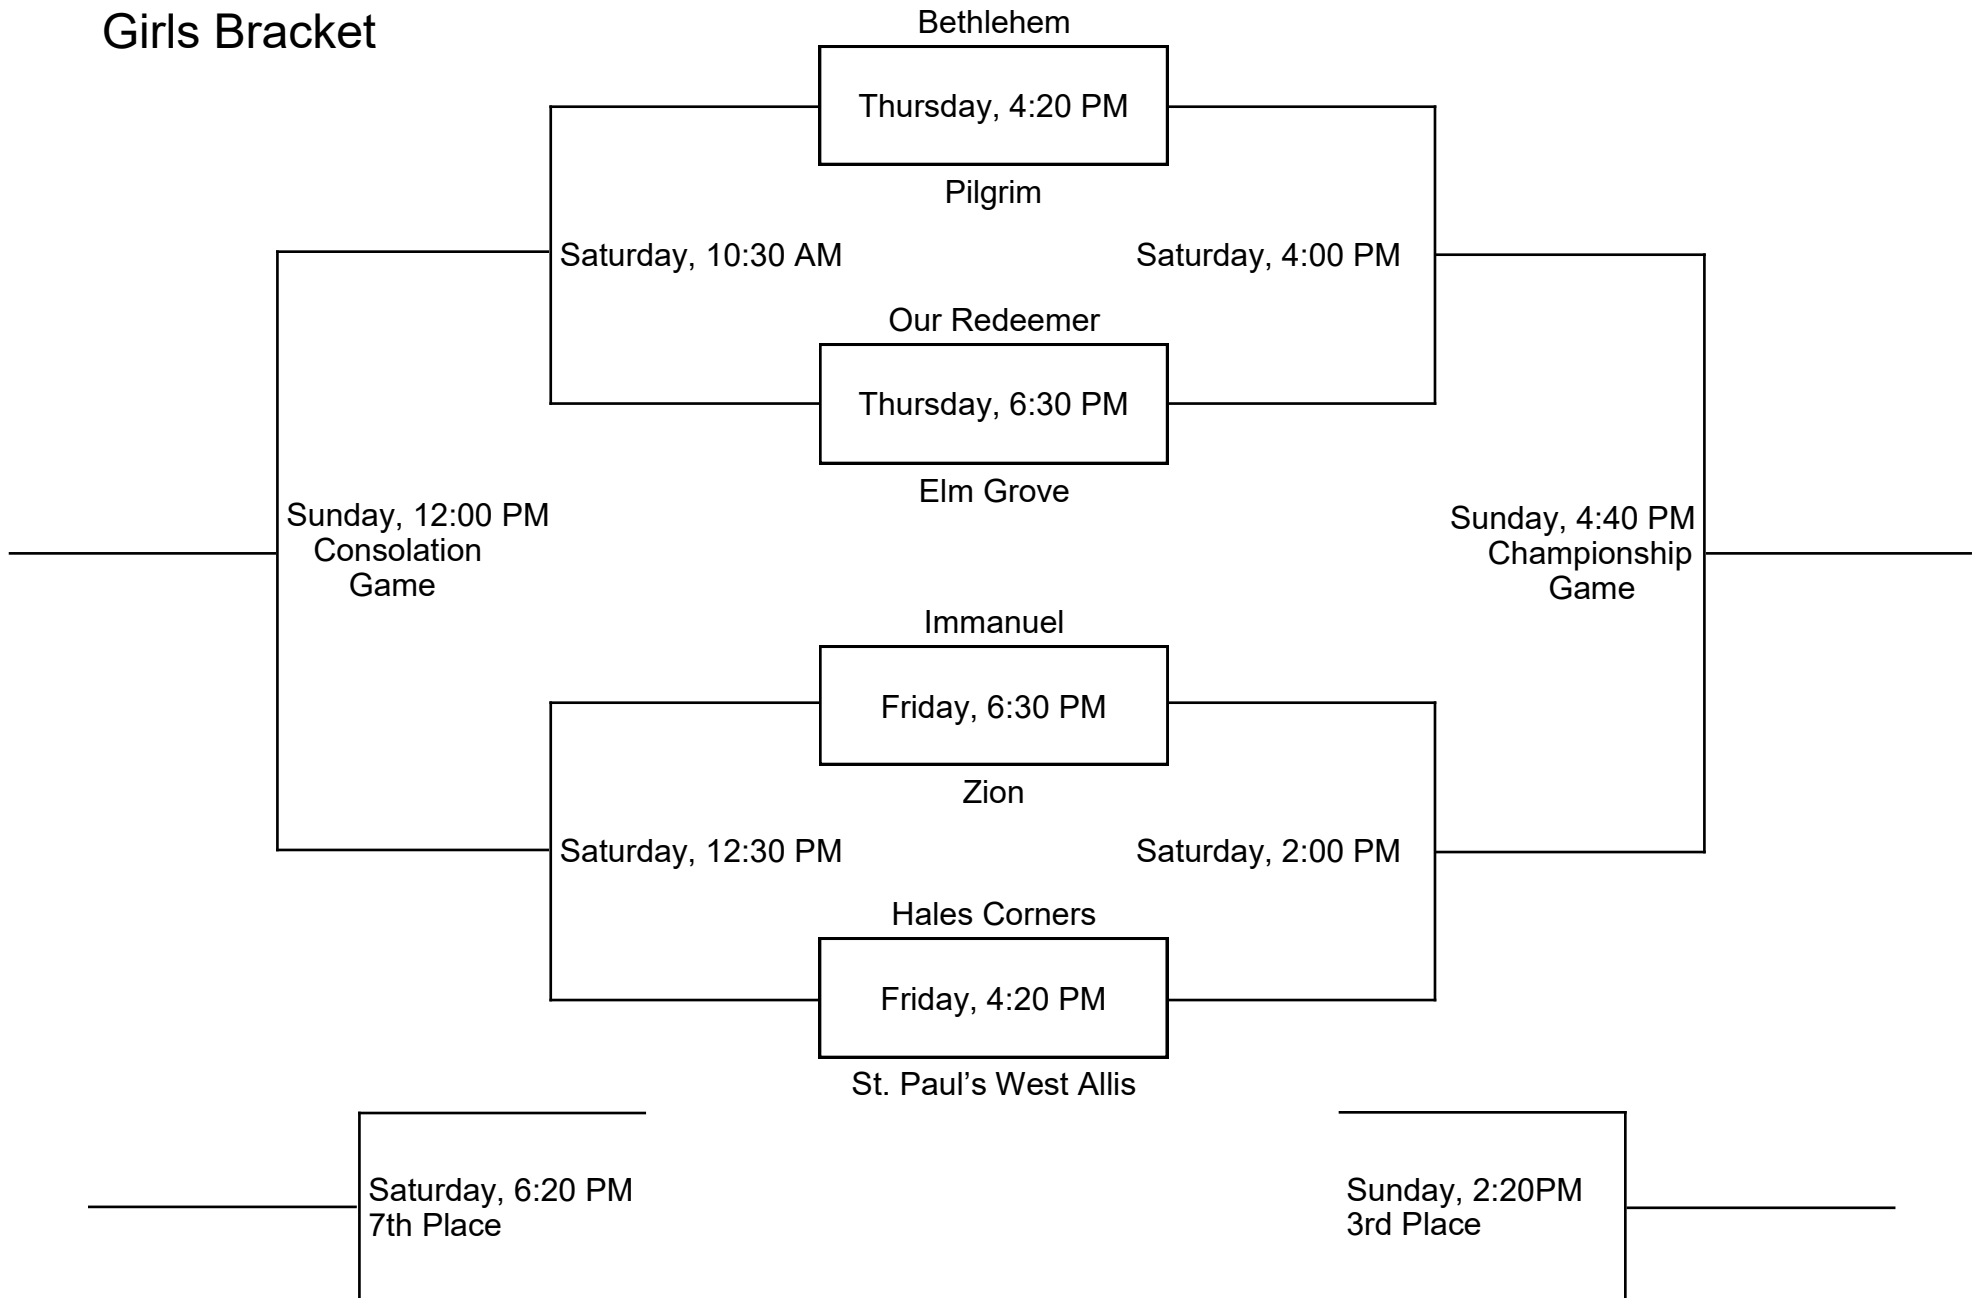 Girls Bracket
Bethlehem
Thursday, 4:20 PM
Pilgrim
Saturday, 10:30 AM
Saturday, 4:00 PM
Our Redeemer
Thursday, 6:30 PM
Elm Grove
Sunday, 12:00 PM
Consolation
Game
Sunday, 4:40 PM
Championship
Game
Immanuel
Friday, 6:30 PM
Zion
Saturday, 12:30 PM
Saturday, 2:00 PM
Hales Corners
Friday, 4:20 PM
St. Paul’s West Allis
Saturday, 6:20 PM
7th Place
Sunday, 2:20PM
3rd Place